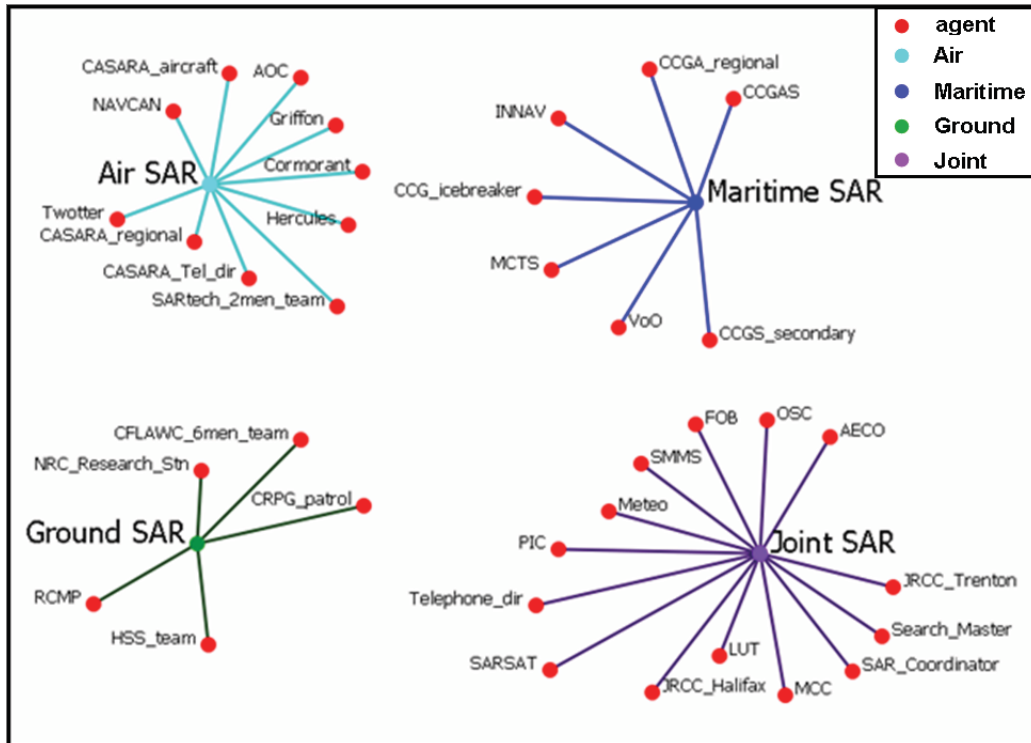 agent
Air
Maritime
Ground
Joint
CASARA_aircraft
AOC
NAVCAN
Griffon
Air SAR
Cormorant
Twotter
Hercules
CASARA_regional
CASARA_Tel_dir
SARtech_2men_team
CCGA_regional
CCGAS
INNAV
CCG_icebreaker
Maritime SAR
MCTS
VoO
CCGS_secondary
CFLAWC_6men_team
NRC_Research_Stn
CRPG_patrol
Ground SAR
RCMP
HSS_team
FOB
OSC
AECO
SMMS
Meteo
PIC
Joint SAR
JRCC_Trenton
Telephone_dir
Search_Master
LUT
SARSAT
SAR_Coordinator
JRCC_Halifax
MCC